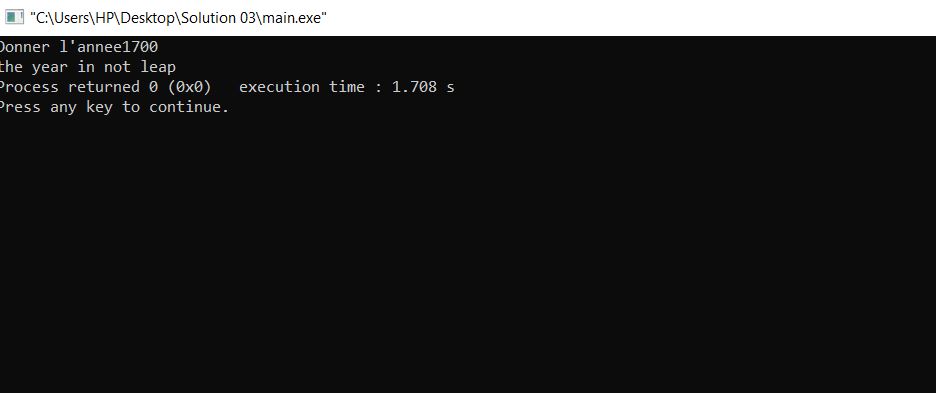 "C:\Users\HP\Desktop\Solution 03\main.exe"
Donner l'annee1700
the year in not leap
Process returned 0 (0x0)   execution time : 1.708 s
Press any key to continue.